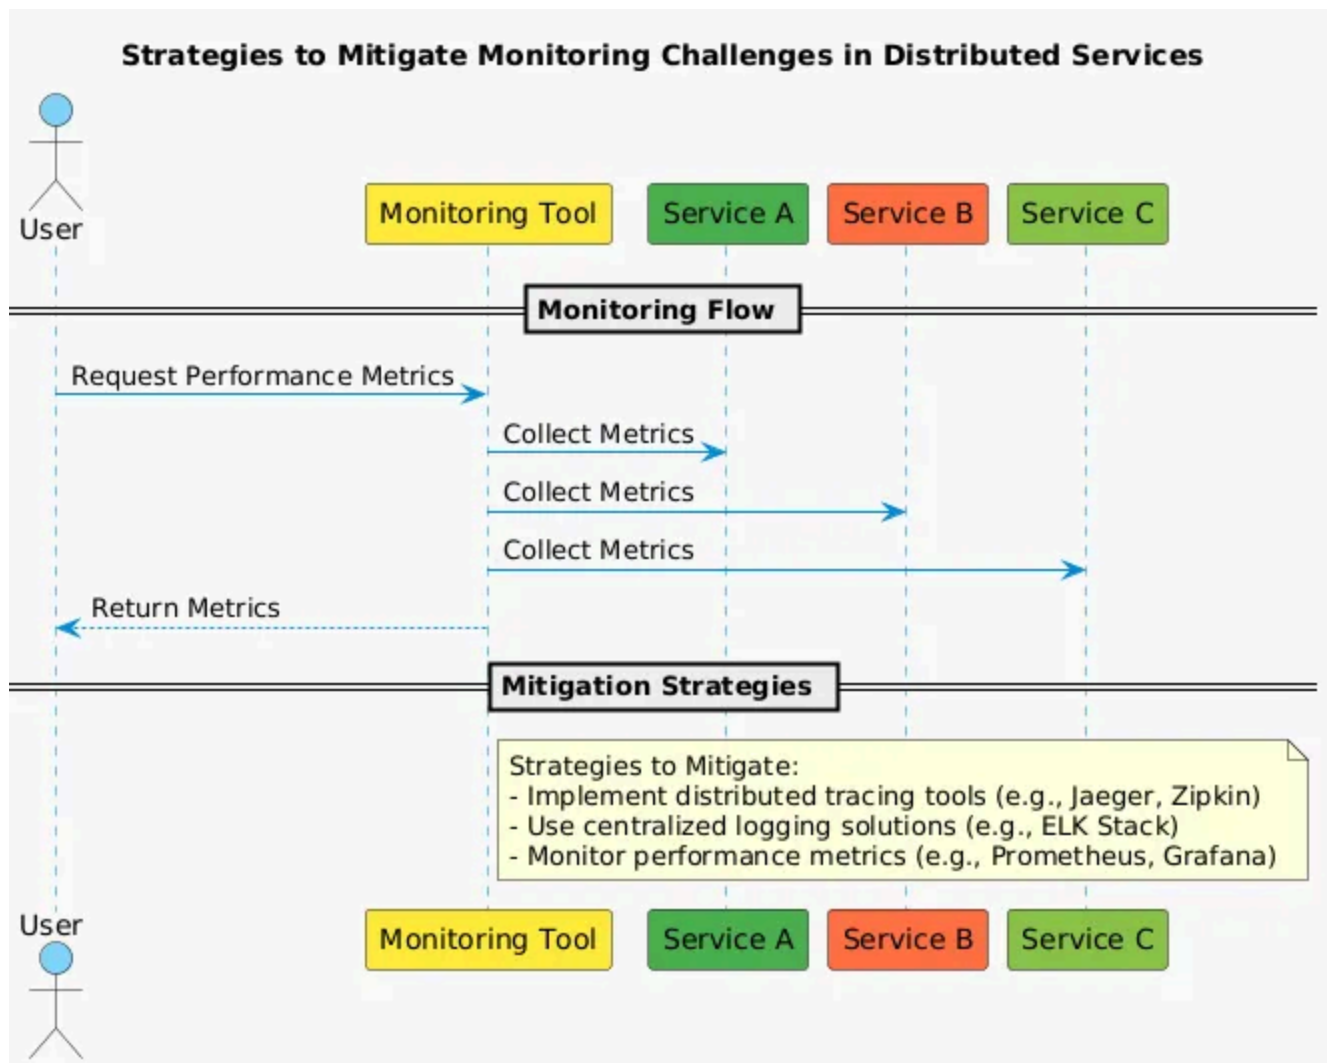 Strategies to Mitigate Monitoring Challenges in Distributed Services
User
Monitoring Tool
Service A
Service B
Service C
Monitoring Flow
Request Performance Metrics
Collect Metrics
Collect Metrics
Collect Metrics
Return Metrics
Mitigation Strategies
Strategies to Mitigate:
- Implement distributed tracing tools (e.g., Jaeger, Zipkin)
- Use centralized logging solutions (e.g., ELK Stack)
- Monitor performance metrics (e.g., Prometheus, Grafana)
User
Monitoring Tool
Service A
Service B
Service C